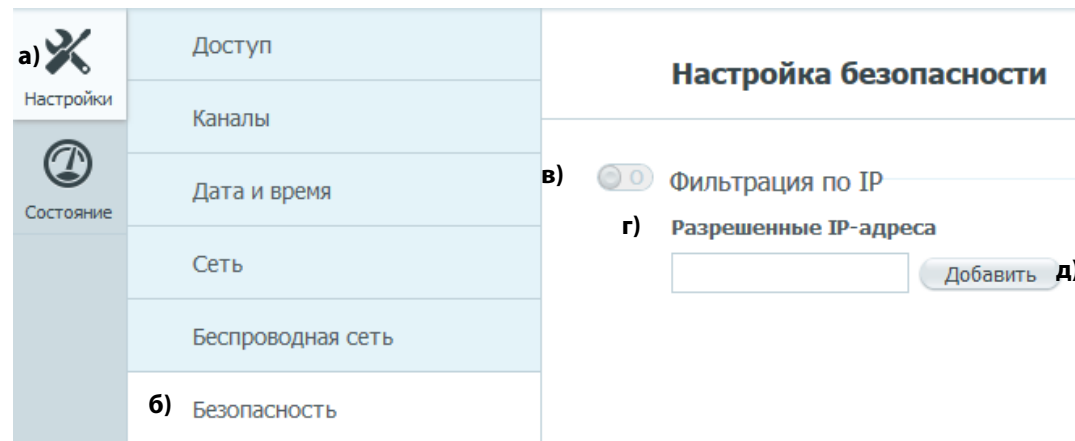 а)
Настройки
Состояние
Доступ
Каналы
Дата и время
Сеть
Беспроводная сеть
б) Безопасность
Настройка безопасности
в) O Фильтрация по IP
г) Разрешенные IP-адреса
Добавить д)